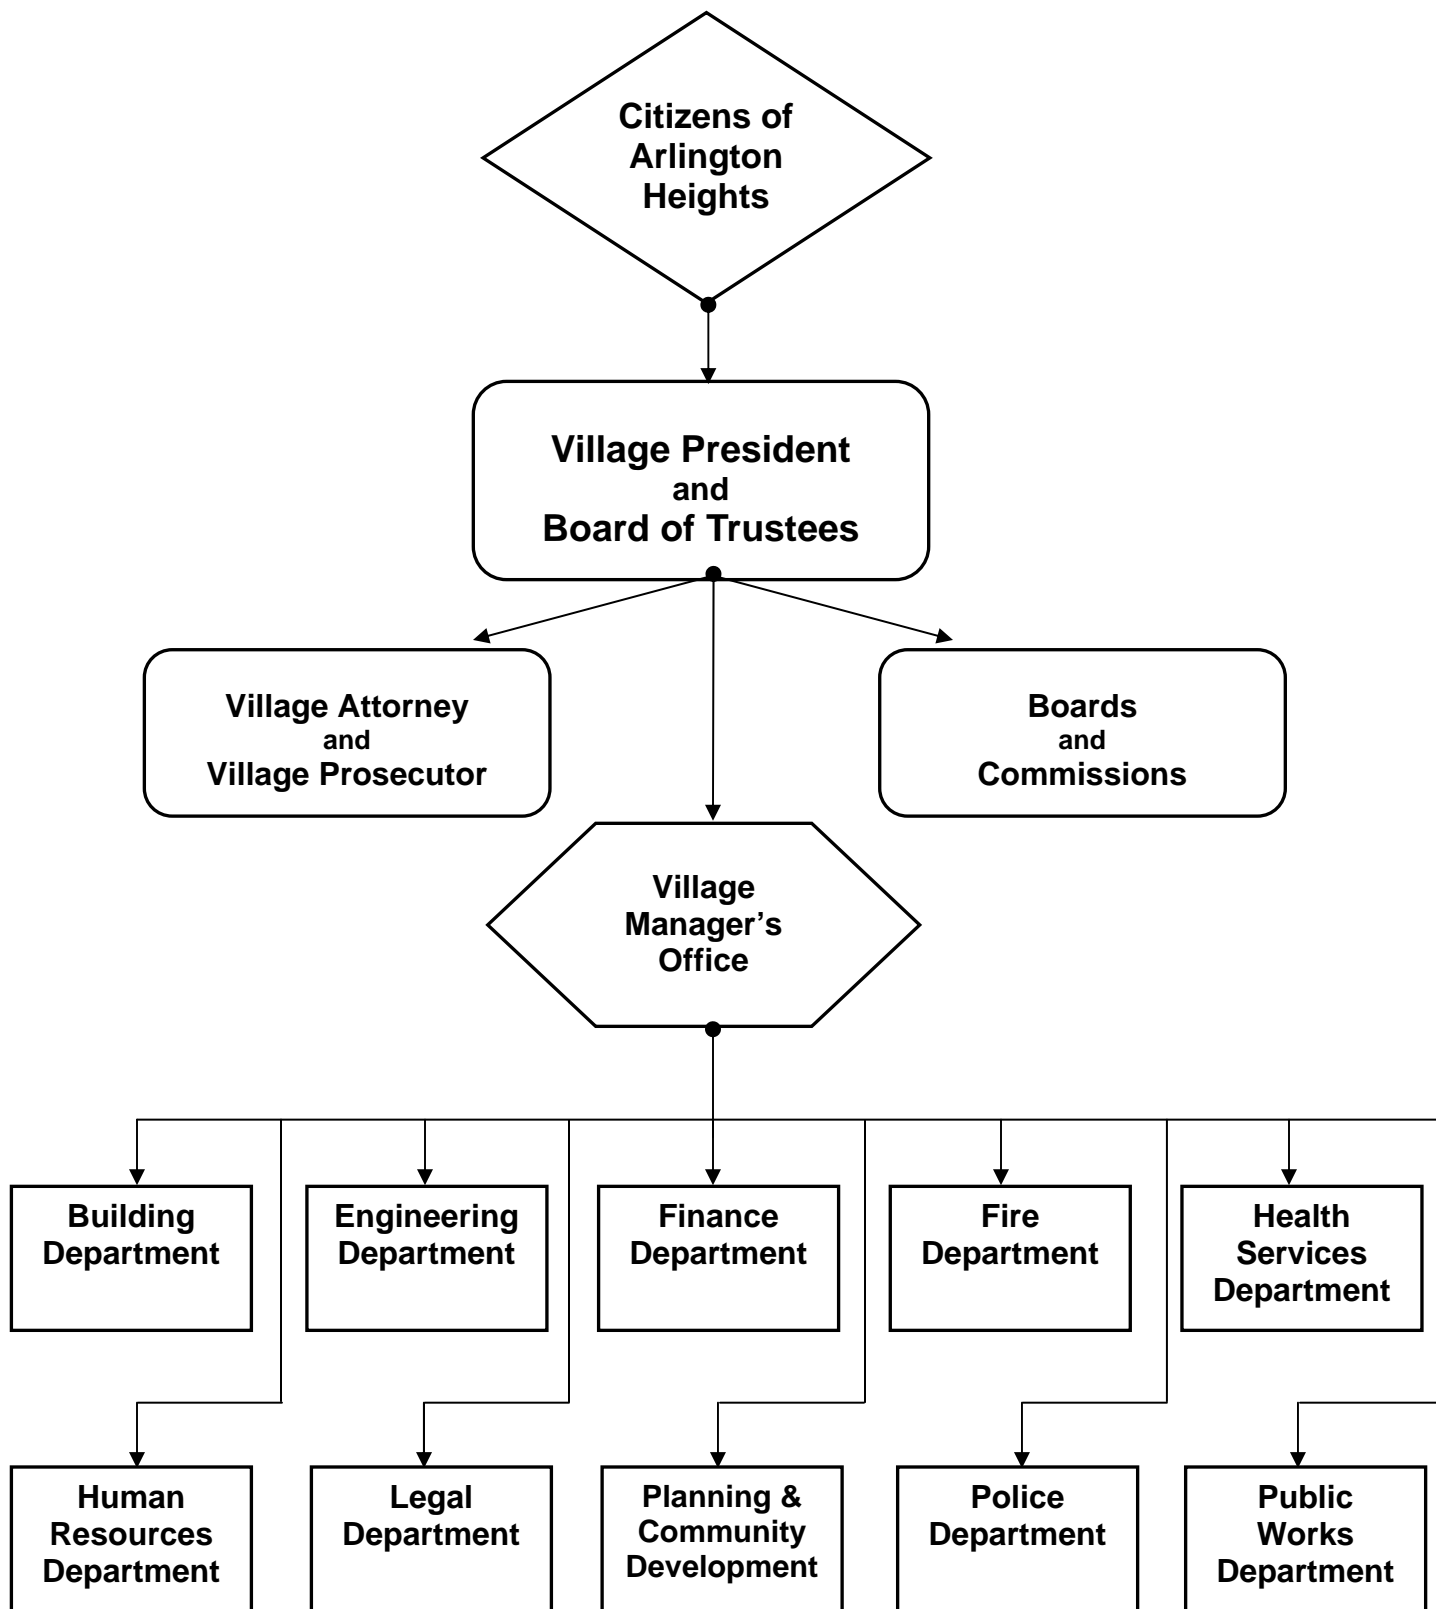 Citizens of
Arlington
Heights
Village President
and
Board of Trustees
Village Attorney
and
Village Prosecutor
Boards
and
Commissions
Village
Manager’s
Office
Building
Department
Engineering
Department
Finance
Department
Fire
Department
Health
Services
Department
Human
Resources
Department
Legal
Department
Planning &
Community
Development
Police
Department
Public
Works
Department